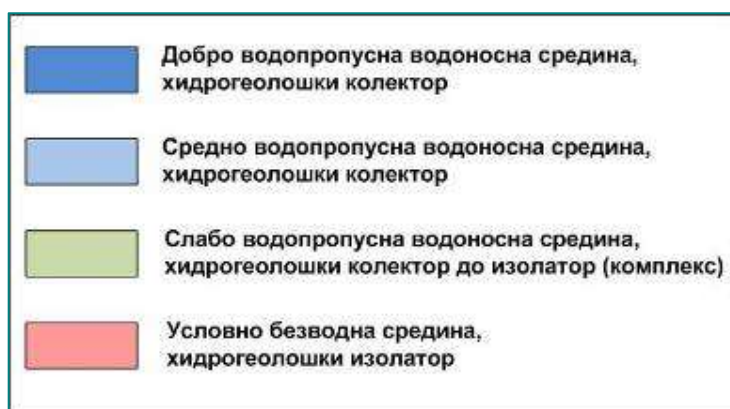 Добро водопропусна водоносна средина,
хидрогеолошки колектор
Средно водопропусна водоносна средина,
хидрогеолошки колектор
Слабо водопропусна водоносна средина,
хидрогеолошки колектор до изолатор (комплекс)
Условно безводна средина,
хидрогеолошки изолатор